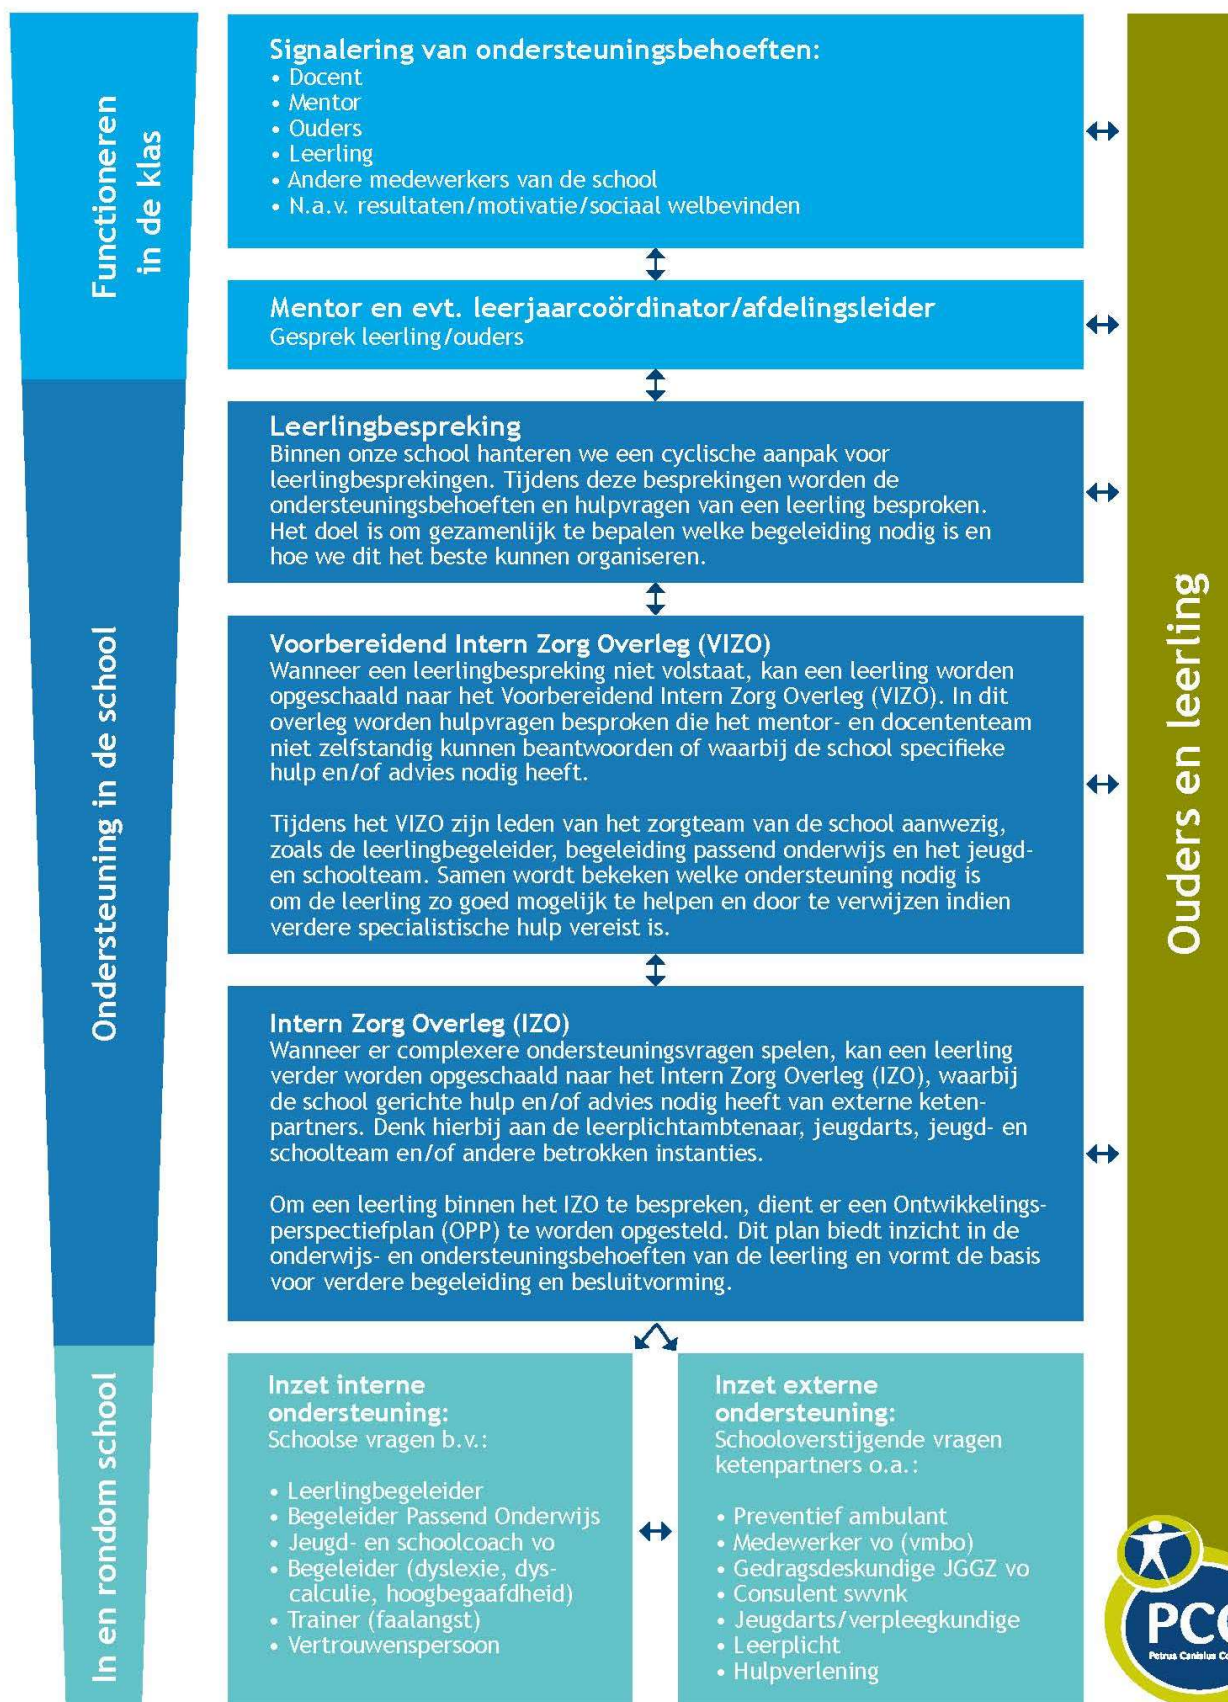 Functioneren
in de klas
Signalering van ondersteuningsbehoeften:
• Docent
• Mentor
• Ouders
• Leerling
• Andere medewerkers van de school
• N.a.v. resultaten/motivatie/sociaal welbevinden
Mentor en evt. leerjaarcoördinator/afdelingsleider
Gesprek leerling/ouders
Ondersteuning in de school
Leerlingbespreking
Binnen onze school hanteren we een cyclische aanpak voor
leerlingbesprekingen. Tijdens deze besprekingen worden de
ondersteuningsbehoeften en hulpvragen van een leerling besproken.
Het doel is om gezamenlijk te bepalen welke begeleiding nodig is en
hoe we dit het beste kunnen organiseren.
Voorbereidend Intern Zorg Overleg (VIZO)
Wanneer een leerlingbespreking niet volstaat, kan een leerling worden
opgeschaald naar het Voorbereidend Intern Zorg Overleg (VIZO). In dit
overleg worden hulpvragen besproken die het mentor- en docententeam
niet zelfstandig kunnen beantwoorden of waarbij de school specifieke
hulp en/of advies nodig heeft.
Tijdens het VIZO zijn leden van het zorgteam van de school aanwezig,
zoals de leerlingbegeleider, begeleiding passend onderwijs en het jeugd-
en schoolteam. Samen wordt bekeken welke ondersteuning nodig is
om de leerling zo goed mogelijk te helpen en door te verwijzen indien
verdere specialistische hulp vereist is.
Intern Zorg Overleg (IZO)
Wanneer er complexere ondersteuningsvragen spelen, kan een leerling
verder worden opgeschaald naar het Intern Zorg Overleg (IZO), waarbij
de school gerichte hulp en/of advies nodig heeft van externe keten-
partners. Denk hierbij aan de leerplichtambtenaar, jeugdarts, jeugd- en
schoolteam en/of andere betrokken instanties.
Om een leerling binnen het IZO te bespreken, dient er een Ontwikkelings-
perspectiefplan (OPP) te worden opgesteld. Dit plan biedt inzicht in de
onderwijs- en ondersteuningsbehoeften van de leerling en vormt de basis
voor verdere begeleiding en besluitvorming.
In en rondom school
Inzet interne
ondersteuning:
Schoolse vragen b.v.:
• Leerlingbegeleider
• Begeleider Passend Onderwijs
• Jeugd- en schoolcoach vo
• Begeleider (dyslexie, dys-
calculie, hoogbegaafdheid)
• Trainer (faalangst)
• Vertrouwenspersoon
Inzet externe
ondersteuning:
Schooloverstijgende vragen
ketenpartners o.a.:
• Preventief ambulant
• Medewerker vo (vmbo)
• Gedragsdeskundige JGGZ vo
• Consulent swvnk
• Jeugdarts/verpleegkundige
• Leerplicht
• Hulpverlening
Ouders en leerling
PC
Petrus Canisius